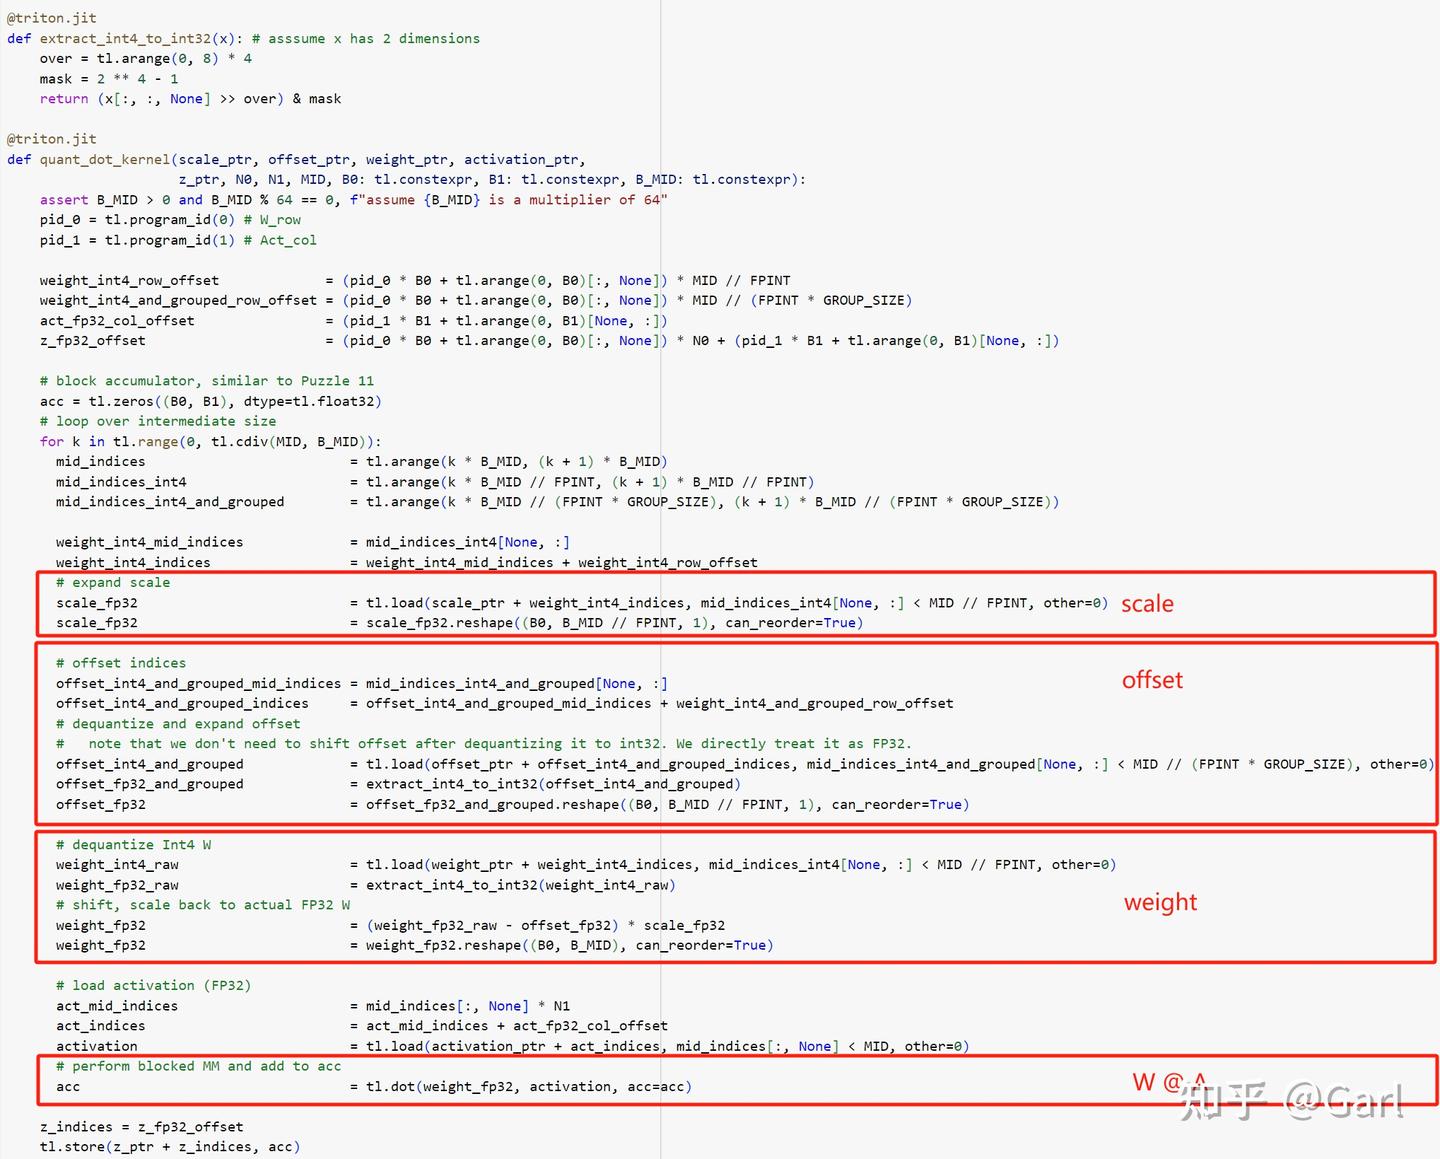 @triton.jit
def extract_int4_to_int32(x): # asssume x has 2 dimensions
    over = tl.arange(0, 8) * 4
    mask = 2 ** 4 - 1
    return (x[:, :, None] >> over) & mask
@triton.jit
def quant_dot_kernel(scale_ptr, offset_ptr, weight_ptr, activation_ptr,
                     z_ptr, N0, N1, MID, B0: tl.constexpr, B1: tl.constexpr, B_MID: tl.constexpr):
    assert B_MID > 0 and B_MID % 64 == 0, f"assume {B_MID} is a multiplier of 64"
    pid_0 = tl.program_id(0) # W_row
    pid_1 = tl.program_id(1) # Act_col
    weight_int4_row_offset             = (pid_0 * B0 + tl.arange(0, B0)[:, None]) * MID // FPINT
    weight_int4_and_grouped_row_offset = (pid_0 * B0 + tl.arange(0, B0)[:, None]) * MID // (FPINT * GROUP_SIZE)
    act_fp32_col_offset                = (pid_1 * B1 + tl.arange(0, B1)[None, :])
    z_fp32_offset                      = (pid_0 * B0 + tl.arange(0, B0)[:, None]) * N0 + (pid_1 * B1 + tl.arange(0, B1)[None, :])
    # block accumulator, similar to Puzzle 11
    acc = tl.zeros((B0, B1), dtype=tl.float32)
    # loop over intermediate size
    for k in tl.range(0, tl.cdiv(MID, B_MID)):
      mid_indices                         = tl.arange(k * B_MID, (k + 1) * B_MID)
      mid_indices_int4                    = tl.arange(k * B_MID // FPINT, (k + 1) * B_MID // FPINT)
      mid_indices_int4_and_grouped        = tl.arange(k * B_MID // (FPINT * GROUP_SIZE), (k + 1) * B_MID // (FPINT * GROUP_SIZE))
      weight_int4_mid_indices             = mid_indices_int4[None, :]
      weight_int4_indices                 = weight_int4_mid_indices + weight_int4_row_offset
      # expand scale
      scale_fp32                          = tl.load(scale_ptr + weight_int4_indices, mid_indices_int4[None, :] < MID // FPINT, other=0) scale
      scale_fp32                          = scale_fp32.reshape((B0, B_MID // FPINT, 1), can_reorder=True)
      # offset indices
      offset_int4_and_grouped_mid_indices = mid_indices_int4_and_grouped[None, :] offset
      offset_int4_and_grouped_indices     = offset_int4_and_grouped_mid_indices + weight_int4_and_grouped_row_offset
      # dequantize and expand offset
      #   note that we don't need to shift offset after dequantizing it to int32. We directly treat it as FP32.
      offset_int4_and_grouped             = tl.load(offset_ptr + offset_int4_and_grouped_indices, mid_indices_int4_and_grouped[None, :] < MID // (FPINT * GROUP_SIZE), other=0)
      offset_fp32_and_grouped             = extract_int4_to_int32(offset_int4_and_grouped)
      offset_fp32                         = offset_fp32_and_grouped.reshape((B0, B_MID // FPINT, 1), can_reorder=True)
      # dequantize Int4 W
      weight_int4_raw                     = tl.load(weight_ptr + weight_int4_indices, mid_indices_int4[None, :] < MID // FPINT, other=0)
      weight_fp32_raw                     = extract_int4_to_int32(weight_int4_raw)
      # shift, scale back to actual FP32 W weight
      weight_fp32                         = (weight_fp32_raw - offset_fp32) * scale_fp32
      weight_fp32                         = weight_fp32.reshape((B0, B_MID), can_reorder=True)
      # load activation (FP32)
      act_mid_indices                     = mid_indices[:, None] * N1
      act_indices                         = act_mid_indices + act_fp32_col_offset
      activation                          = tl.load(activation_ptr + act_indices, mid_indices[:, None] < MID, other=0)
      # perform blocked MM and add to acc
      acc                                 = tl.dot(weight_fp32, activation, acc=acc) W @ A
知乎 @Garl
    z_indices = z_fp32_offset
    tl.store(z_ptr + z_indices, acc)